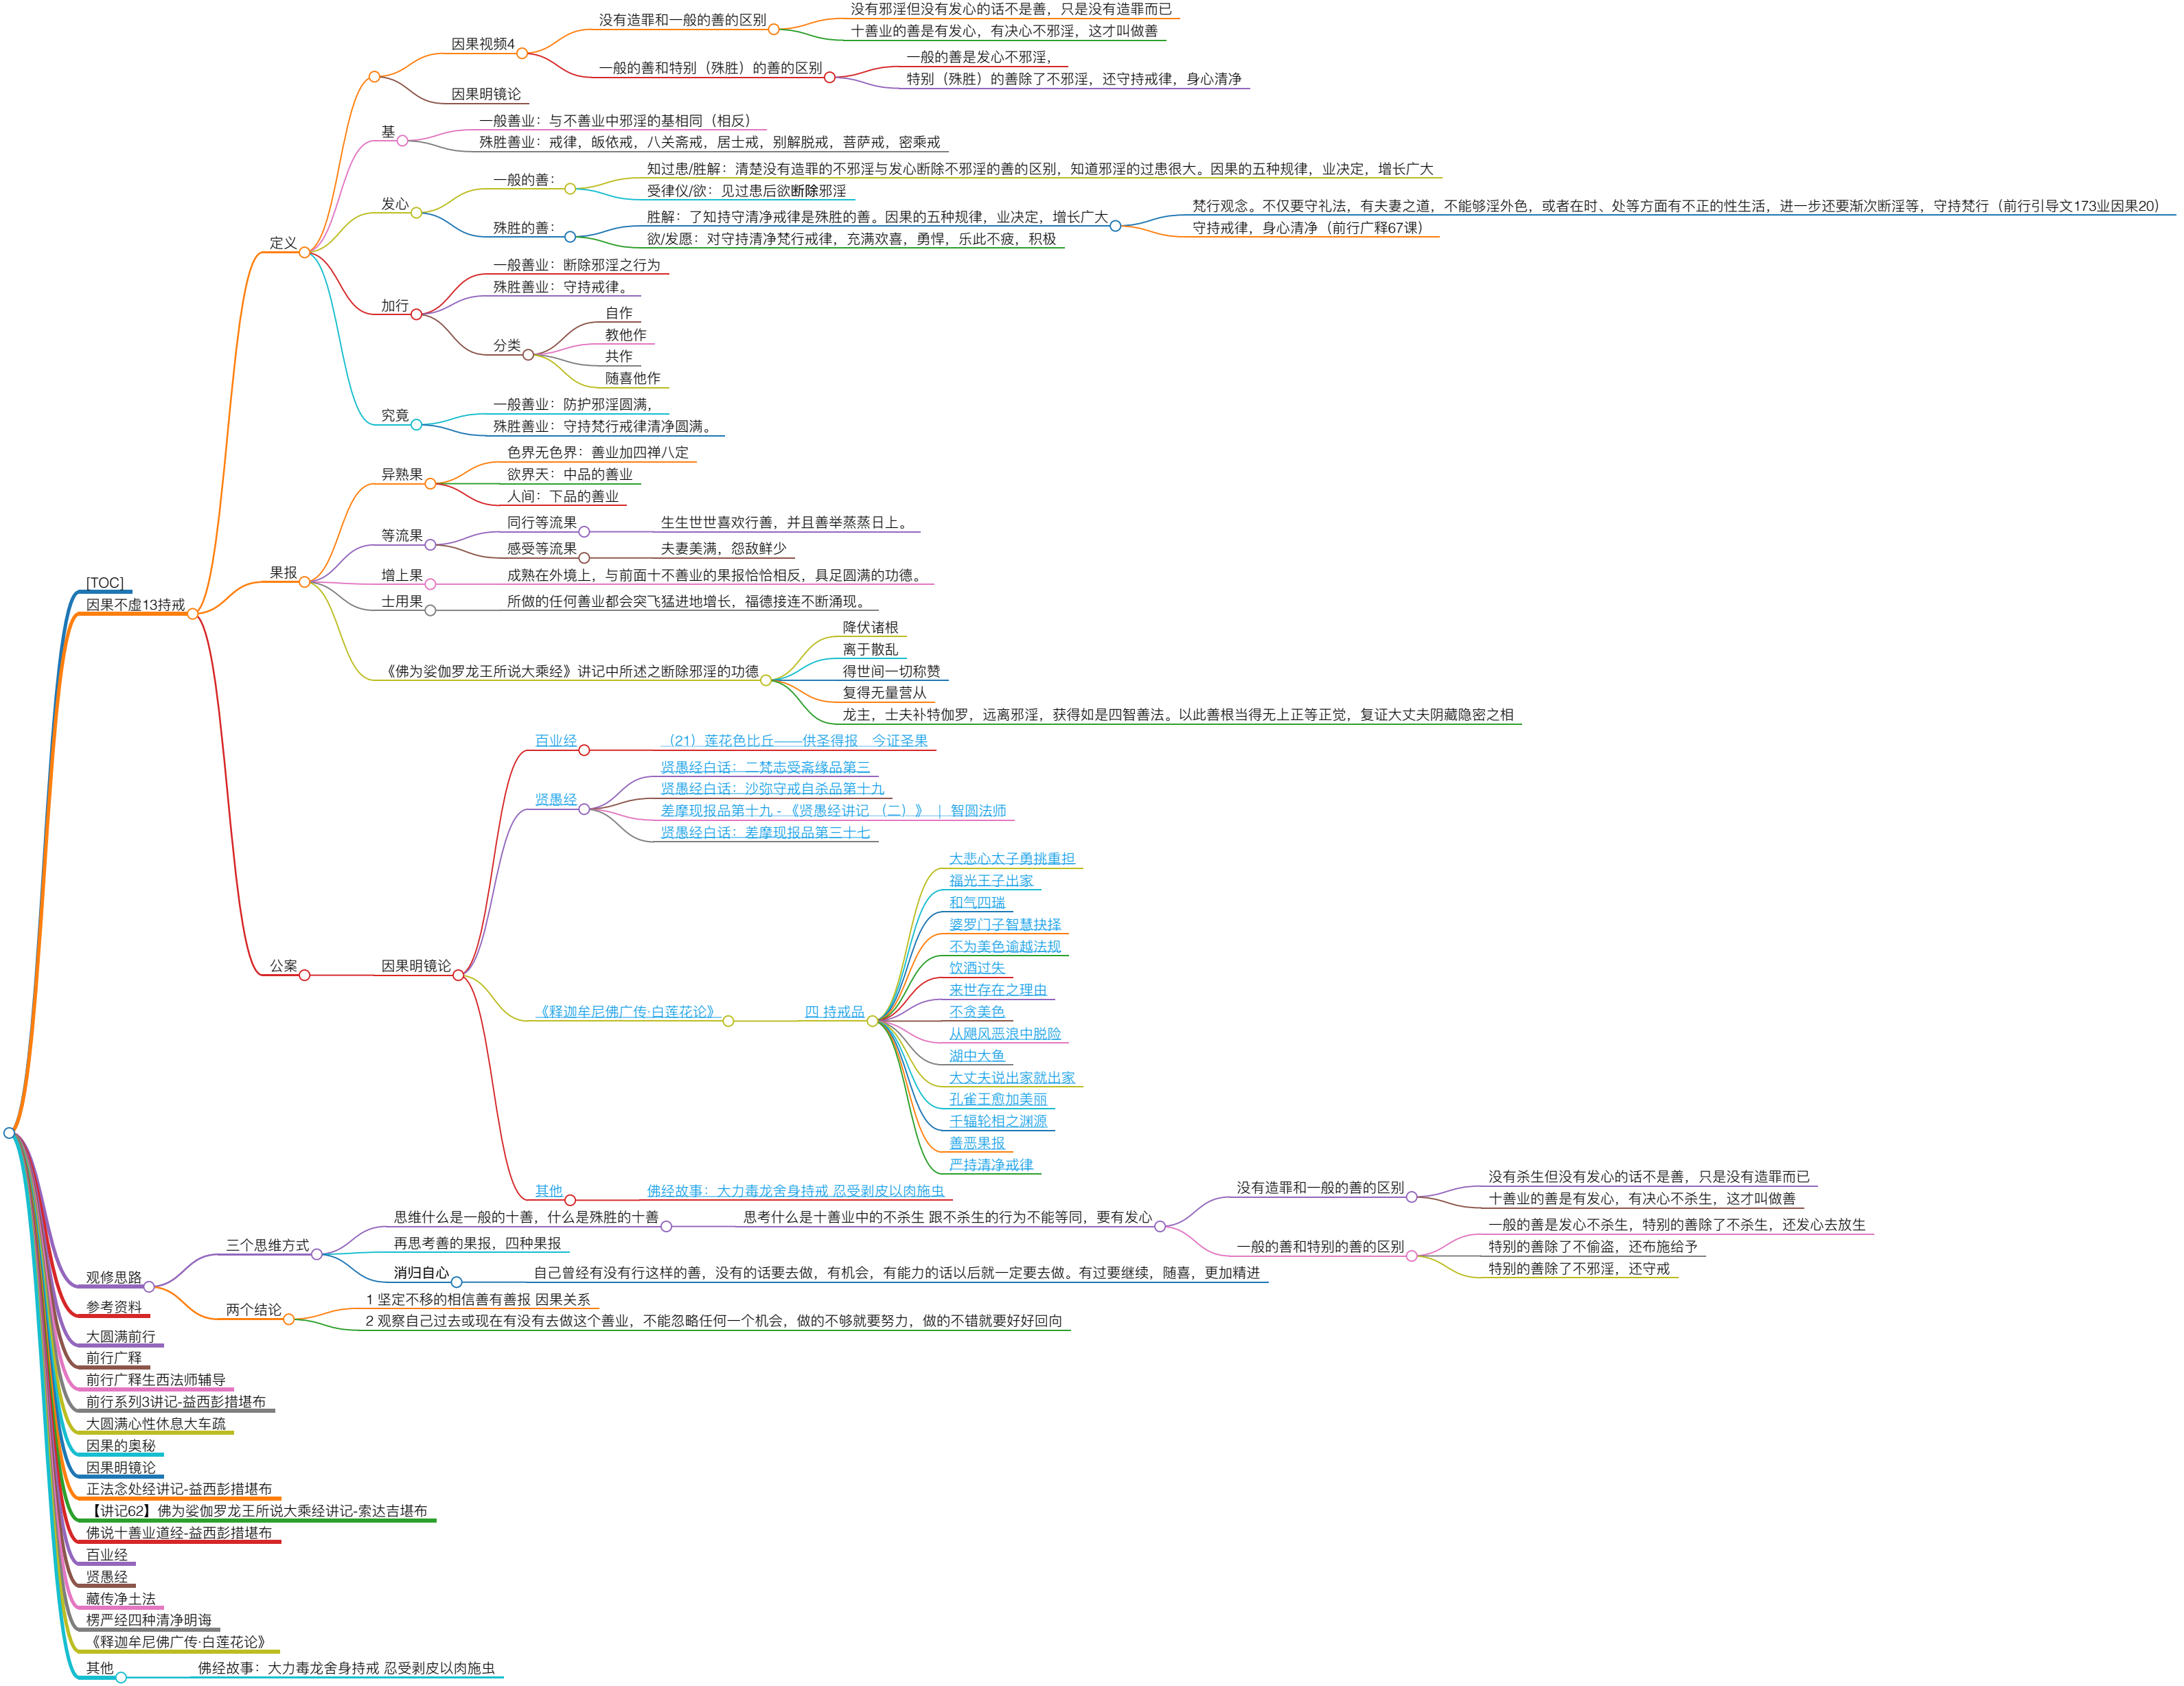 [TOC]
因果不虚13持戒
定义
因果视频4
没有造罪和一般的善的区别
没有邪淫但没有发心的话不是善，只是没有造罪而已
十善业的善是有发心，有决心不邪淫，这才叫做善
一般的善和特别（殊胜）的善的区别
一般的善是发心不邪淫，
特别（殊胜）的善除了不邪淫，还守持戒律，身心清净
因果明镜论
基
一般善业：与不善业中邪淫的基相同（相反）
殊胜善业：戒律，皈依戒，八关斋戒，居士戒，别解脱戒，菩萨戒，密乘戒
发心
一般的善：
知过患/胜解：清楚没有造罪的不邪淫与发心断除不邪淫的善的区别，知道邪淫的过患很大。因果的五种规律，业决定，增长广大
受律仪/欲：见过患后欲断除邪淫
殊胜的善：
胜解：了知持守清净戒律是殊胜的善。因果的五种规律，业决定，增长广大
梵行观念。不仅要守礼法，有夫妻之道，不能够淫外色，或者在时、处等方面有不正的性生活，进一步还要渐次断淫等，守持梵行（前行引导文173业因果20）
守持戒律，身心清净（前行广释67课）
欲/发愿：对守持清净梵行戒律，充满欢喜，勇悍，乐此不疲，积极
加行
一般善业：断除邪淫之行为
殊胜善业：守持戒律。
分类
自作
教他作
共作
随喜他作
究竟
一般善业：防护邪淫圆满，
殊胜善业：守持梵行戒律清净圆满。
果报
异熟果
色界无色界：善业加四禅八定
欲界天：中品的善业
人间：下品的善业
等流果
同行等流果
生生世世喜欢行善，并且善举蒸蒸日上。
感受等流果
夫妻美满，怨敌鲜少
增上果
成熟在外境上，与前面十不善业的果报恰恰相反，具足圆满的功德。
士用果
所做的任何善业都会突飞猛进地增长，福德接连不断涌现。
《佛为娑伽罗龙王所说大乘经》讲记中所述之断除邪淫的功德
降伏诸根
离于散乱
得世间一切称赞
复得无量营从
龙主，士夫补特伽罗，远离邪淫，获得如是四智善法。以此善根当得无上正等正觉，复证大丈夫阴藏隐密之相
公案
因果明镜论
百业经
（21）莲花色比丘——供圣得报　今证圣果
贤愚经
贤愚经白话：二梵志受斋缘品第三
贤愚经白话：沙弥守戒自杀品第十九
差摩现报品第十九 - 《贤愚经讲记 （二）》 ｜ 智圆法师
贤愚经白话：差摩现报品第三十七
《释迦牟尼佛广传·白莲花论》
四 持戒品
大悲心太子勇挑重担
福光王子出家
和气四瑞
婆罗门子智慧抉择
不为美色逾越法规
饮酒过失
来世存在之理由
不贪美色
从飓风恶浪中脱险
湖中大鱼
大丈夫说出家就出家
孔雀王愈加美丽
千辐轮相之渊源
善恶果报
严持清净戒律
其他
佛经故事：大力毒龙舍身持戒 忍受剥皮以肉施虫
观修思路
三个思维方式
思维什么是一般的十善，什么是殊胜的十善
思考什么是十善业中的不杀生 跟不杀生的行为不能等同，要有发心
没有造罪和一般的善的区别
没有杀生但没有发心的话不是善，只是没有造罪而已
十善业的善是有发心，有决心不杀生，这才叫做善
一般的善和特别的善的区别
一般的善是发心不杀生，特别的善除了不杀生，还发心去放生
特别的善除了不偷盗，还布施给予
特别的善除了不邪淫，还守戒
再思考善的果报，四种果报
消归自心
自己曾经有没有行这样的善，没有的话要去做，有机会，有能力的话以后就一定要去做。有过要继续，随喜，更加精进
两个结论
1 坚定不移的相信善有善报 因果关系
2 观察自己过去或现在有没有去做这个善业，不能忽略任何一个机会，做的不够就要努力，做的不错就要好好回向
参考资料
大圆满前行
前行广释
前行广释生西法师辅导
前行系列3讲记-益西彭措堪布
大圆满心性休息大车疏
因果的奥秘
因果明镜论
正法念处经讲记-益西彭措堪布
【讲记62】佛为娑伽罗龙王所说大乘经讲记-索达吉堪布
佛说十善业道经-益西彭措堪布
百业经
贤愚经
藏传净土法
楞严经四种清净明诲
《释迦牟尼佛广传·白莲花论》
其他
佛经故事：大力毒龙舍身持戒 忍受剥皮以肉施虫